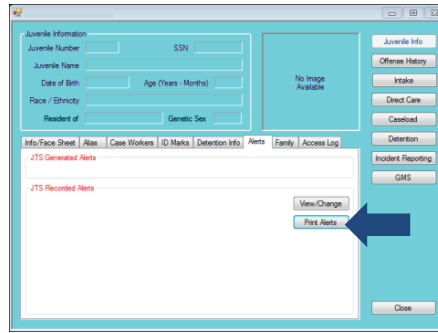 Juvenile Information
Juvenile Number
SSN
Juvenile Name
Date of Birth
Age (Years - Months)
Race / Ethnicity
Resident of
Genetic Sex
No Image
Available
Info/Face Sheet
Alias
Case Workers
ID Marks
Detention Info
Alerts
Family
Access Log
JTS Generated Alerts
JTS Recorded Alerts
View/Change
Print Alerts
Juvenile Info
Offense History
Intake
Direct Care
Caseload
Detention
Incident Reporting
GMS
Close